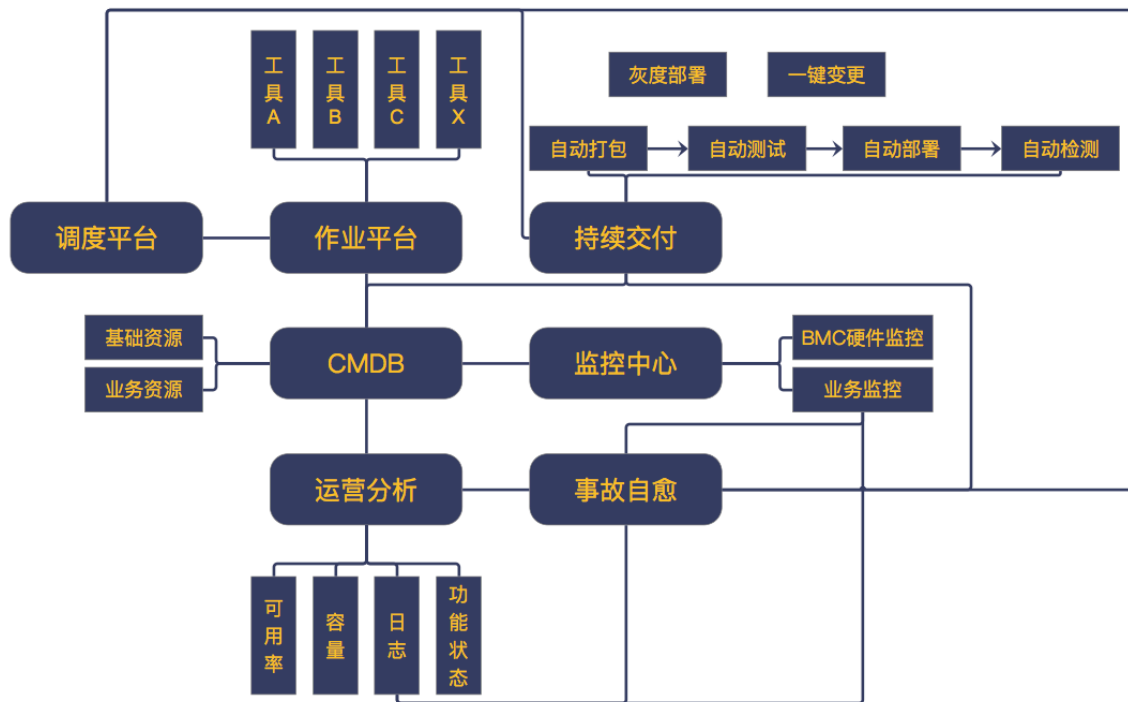 工具A
工具B
工具C
工具X
灰度部署
一键变更
自动打包
自动测试
自动部署
自动检测
调度平台
作业平台
持续交付
基础资源
业务资源
CMDB
监控中心
BMC硬件监控
业务监控
运营分析
事故自愈
可用率
容量
日志
功能状态